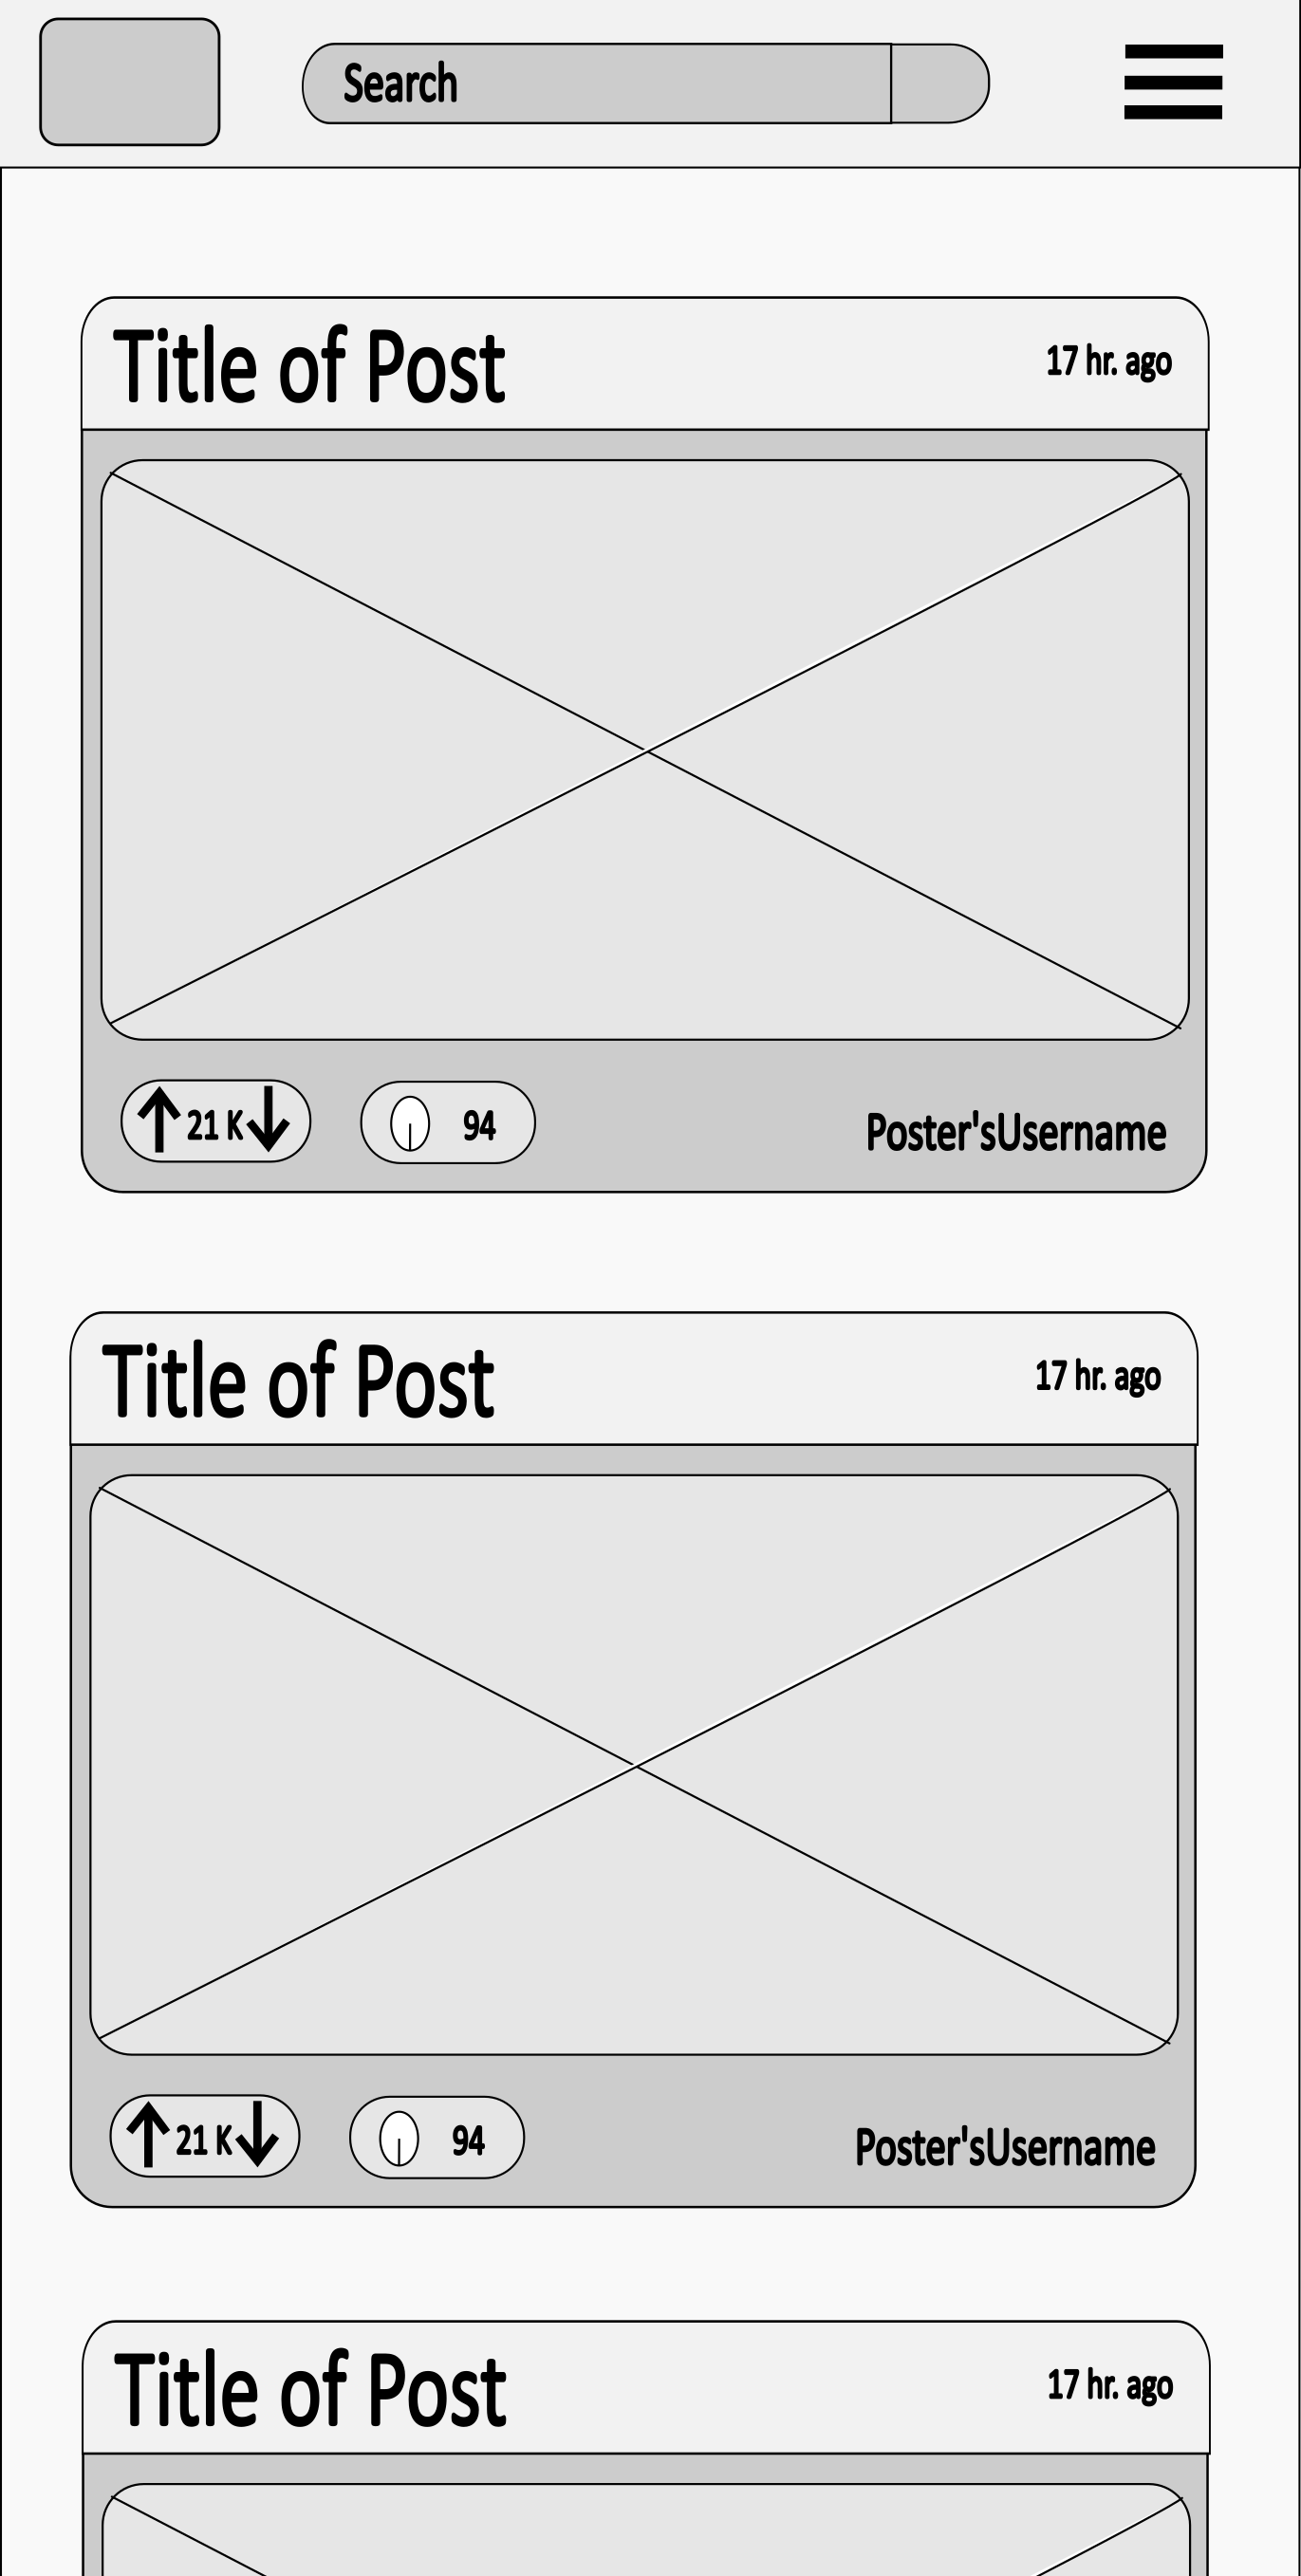 Search
Title of Post
17 hr. ago
21 K
94
Poster'sUsername
Title of Post
17 hr. ago
21 K
94
Poster'sUsername
Title of Post
17 hr. ago